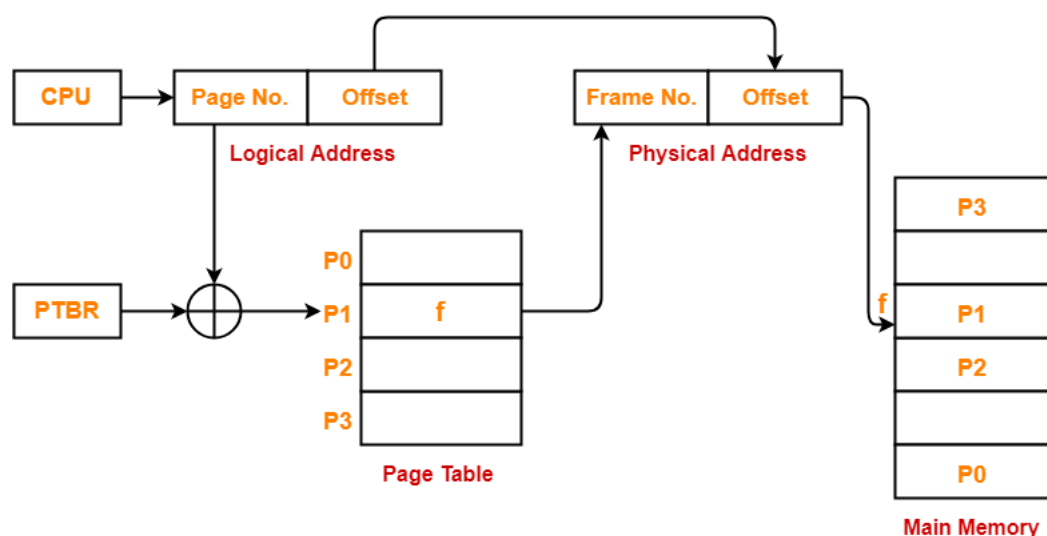 CPU
Page No.
Offset
Frame No.
Offset
Logical Address
Physical Address
P3
P0
PTBR
P1
f
f
P1
P2
P2
P3
P0
Page Table
Main Memory